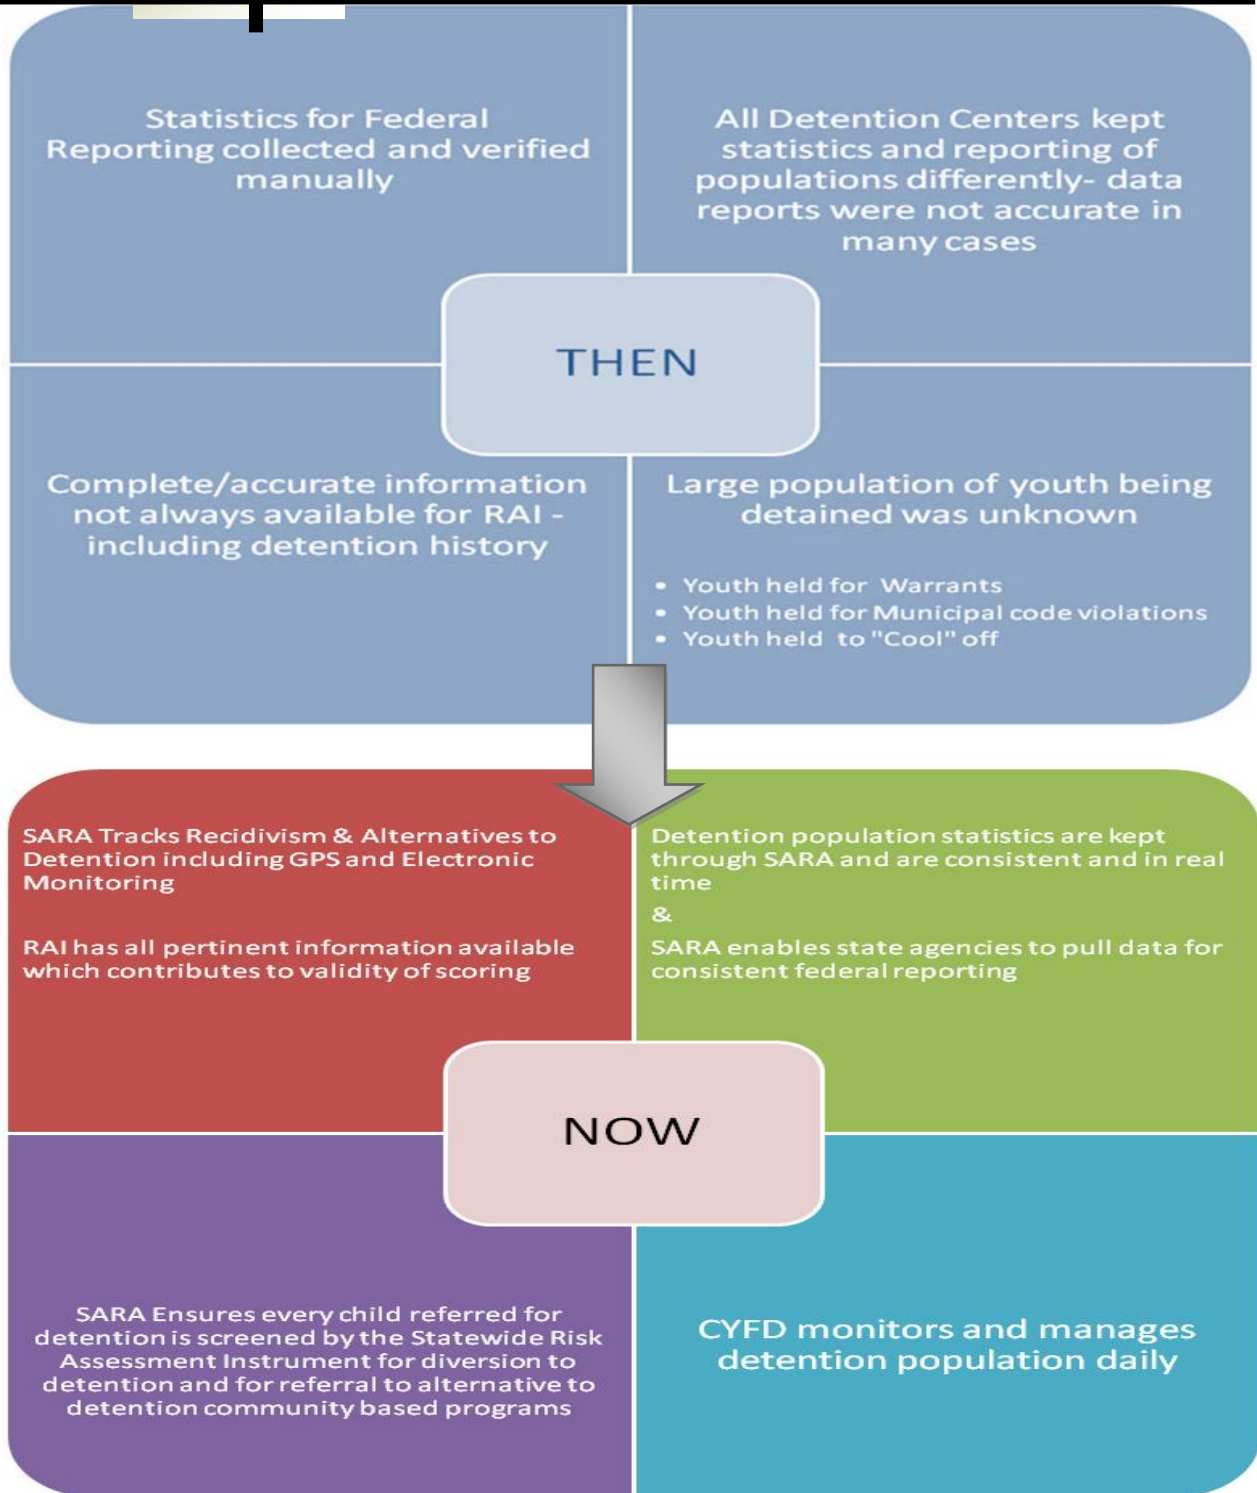 Statistics for Federal
Reporting collected and verified
manually
All Detention Centers kept
statistics and reporting of
populations differently- data
reports were not accurate in
many cases
THEN
Complete/accurate information
not always available for RAI -
including detention history
Large population of youth being
detained was unknown
• Youth held for Warrants
• Youth held for Municipal code violations
• Youth held to "Cool" off
SARA Tracks Recidivism & Alternatives to
Detention including GPS and Electronic
Monitoring
RAI has all pertinent information available
which contributes to validity of scoring
Detention population statistics are kept
through SARA and are consistent and in real
time
&
SARA enables state agencies to pull data for
consistent federal reporting
NOW
SARA Ensures every child referred for
detention is screened by the Statewide Risk
Assessment Instrument for diversion to
detention and for referral to alternative to
detention community based programs
CYFD monitors and manages
detention population daily